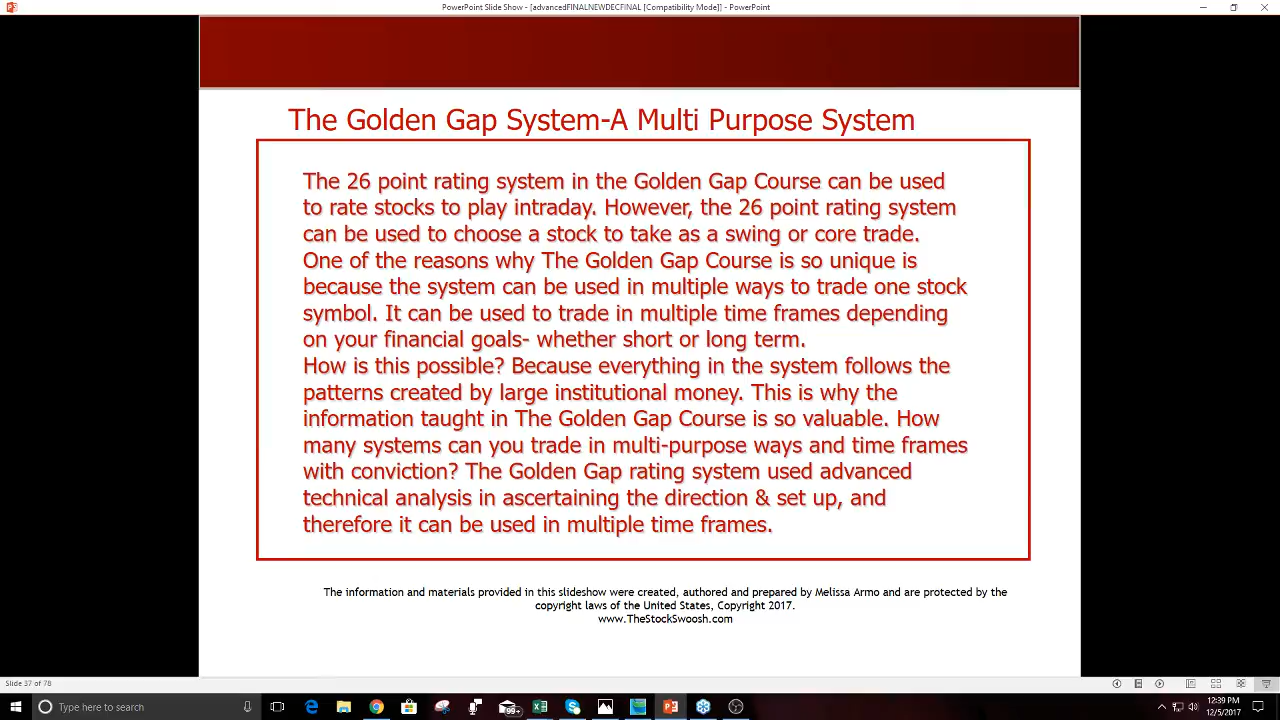 PowerPoint Slide Show - [advancedFINALNEWDECFINAL [Compatibility Mode]] - PowerPoint
The Golden Gap System-A Multi Purpose System
The 26 point rating system in the Golden Gap Course can be used
to rate stocks to play intraday. However, the 26 point rating system
can be used to choose a stock to take as a swing or core trade.
One of the reasons why The Golden Gap Course is so unique is
because the system can be used in multiple ways to trade one stock
symbol. It can be used to trade in multiple time frames depending
on your financial goals- whether short or long term.
How is this possible? Because everything in the system follows the
patterns created by large institutional money. This is why the
information taught in The Golden Gap Course is so valuable. How
many systems can you trade in multi-purpose ways and time frames
with conviction? The Golden Gap rating system used advanced
technical analysis in ascertaining the direction & set up, and
therefore it can be used in multiple time frames.
The information and materials provided in this slideshow were created, authored and prepared by Melissa Armo and are protected by the
copyright laws of the United States, Copyright 2017.
www.TheStockSwoosh.com
Slide 37 of 78
Type here to search
99+
12:39 PM
12/5/2017